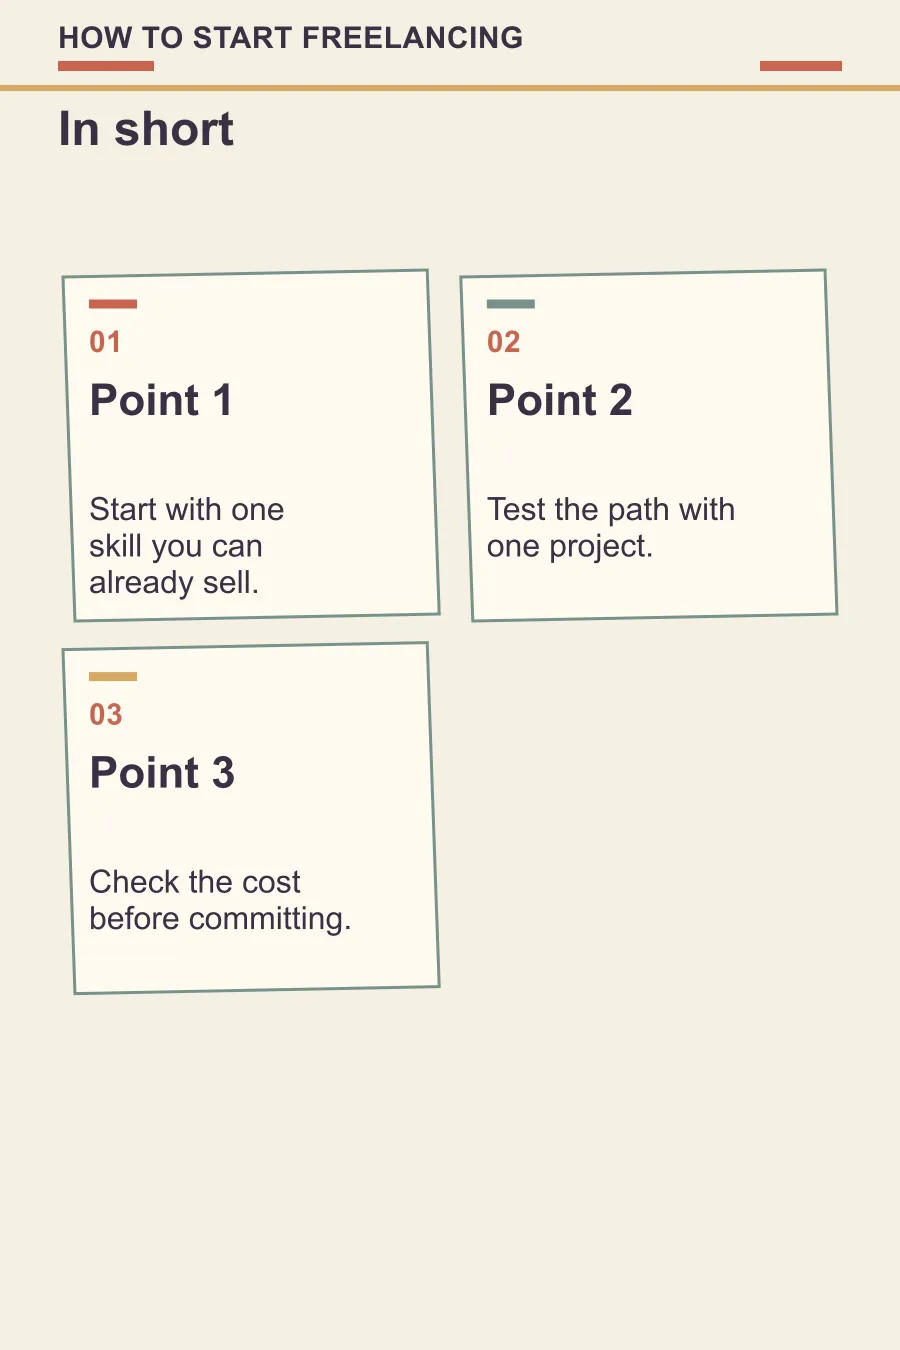 HOW TO START FREELANCING
In short
01
Point 1
Start with one
skill you can
already sell.
02
Point 2
Test the path with
one project.
03
Point 3
Check the cost
before committing.